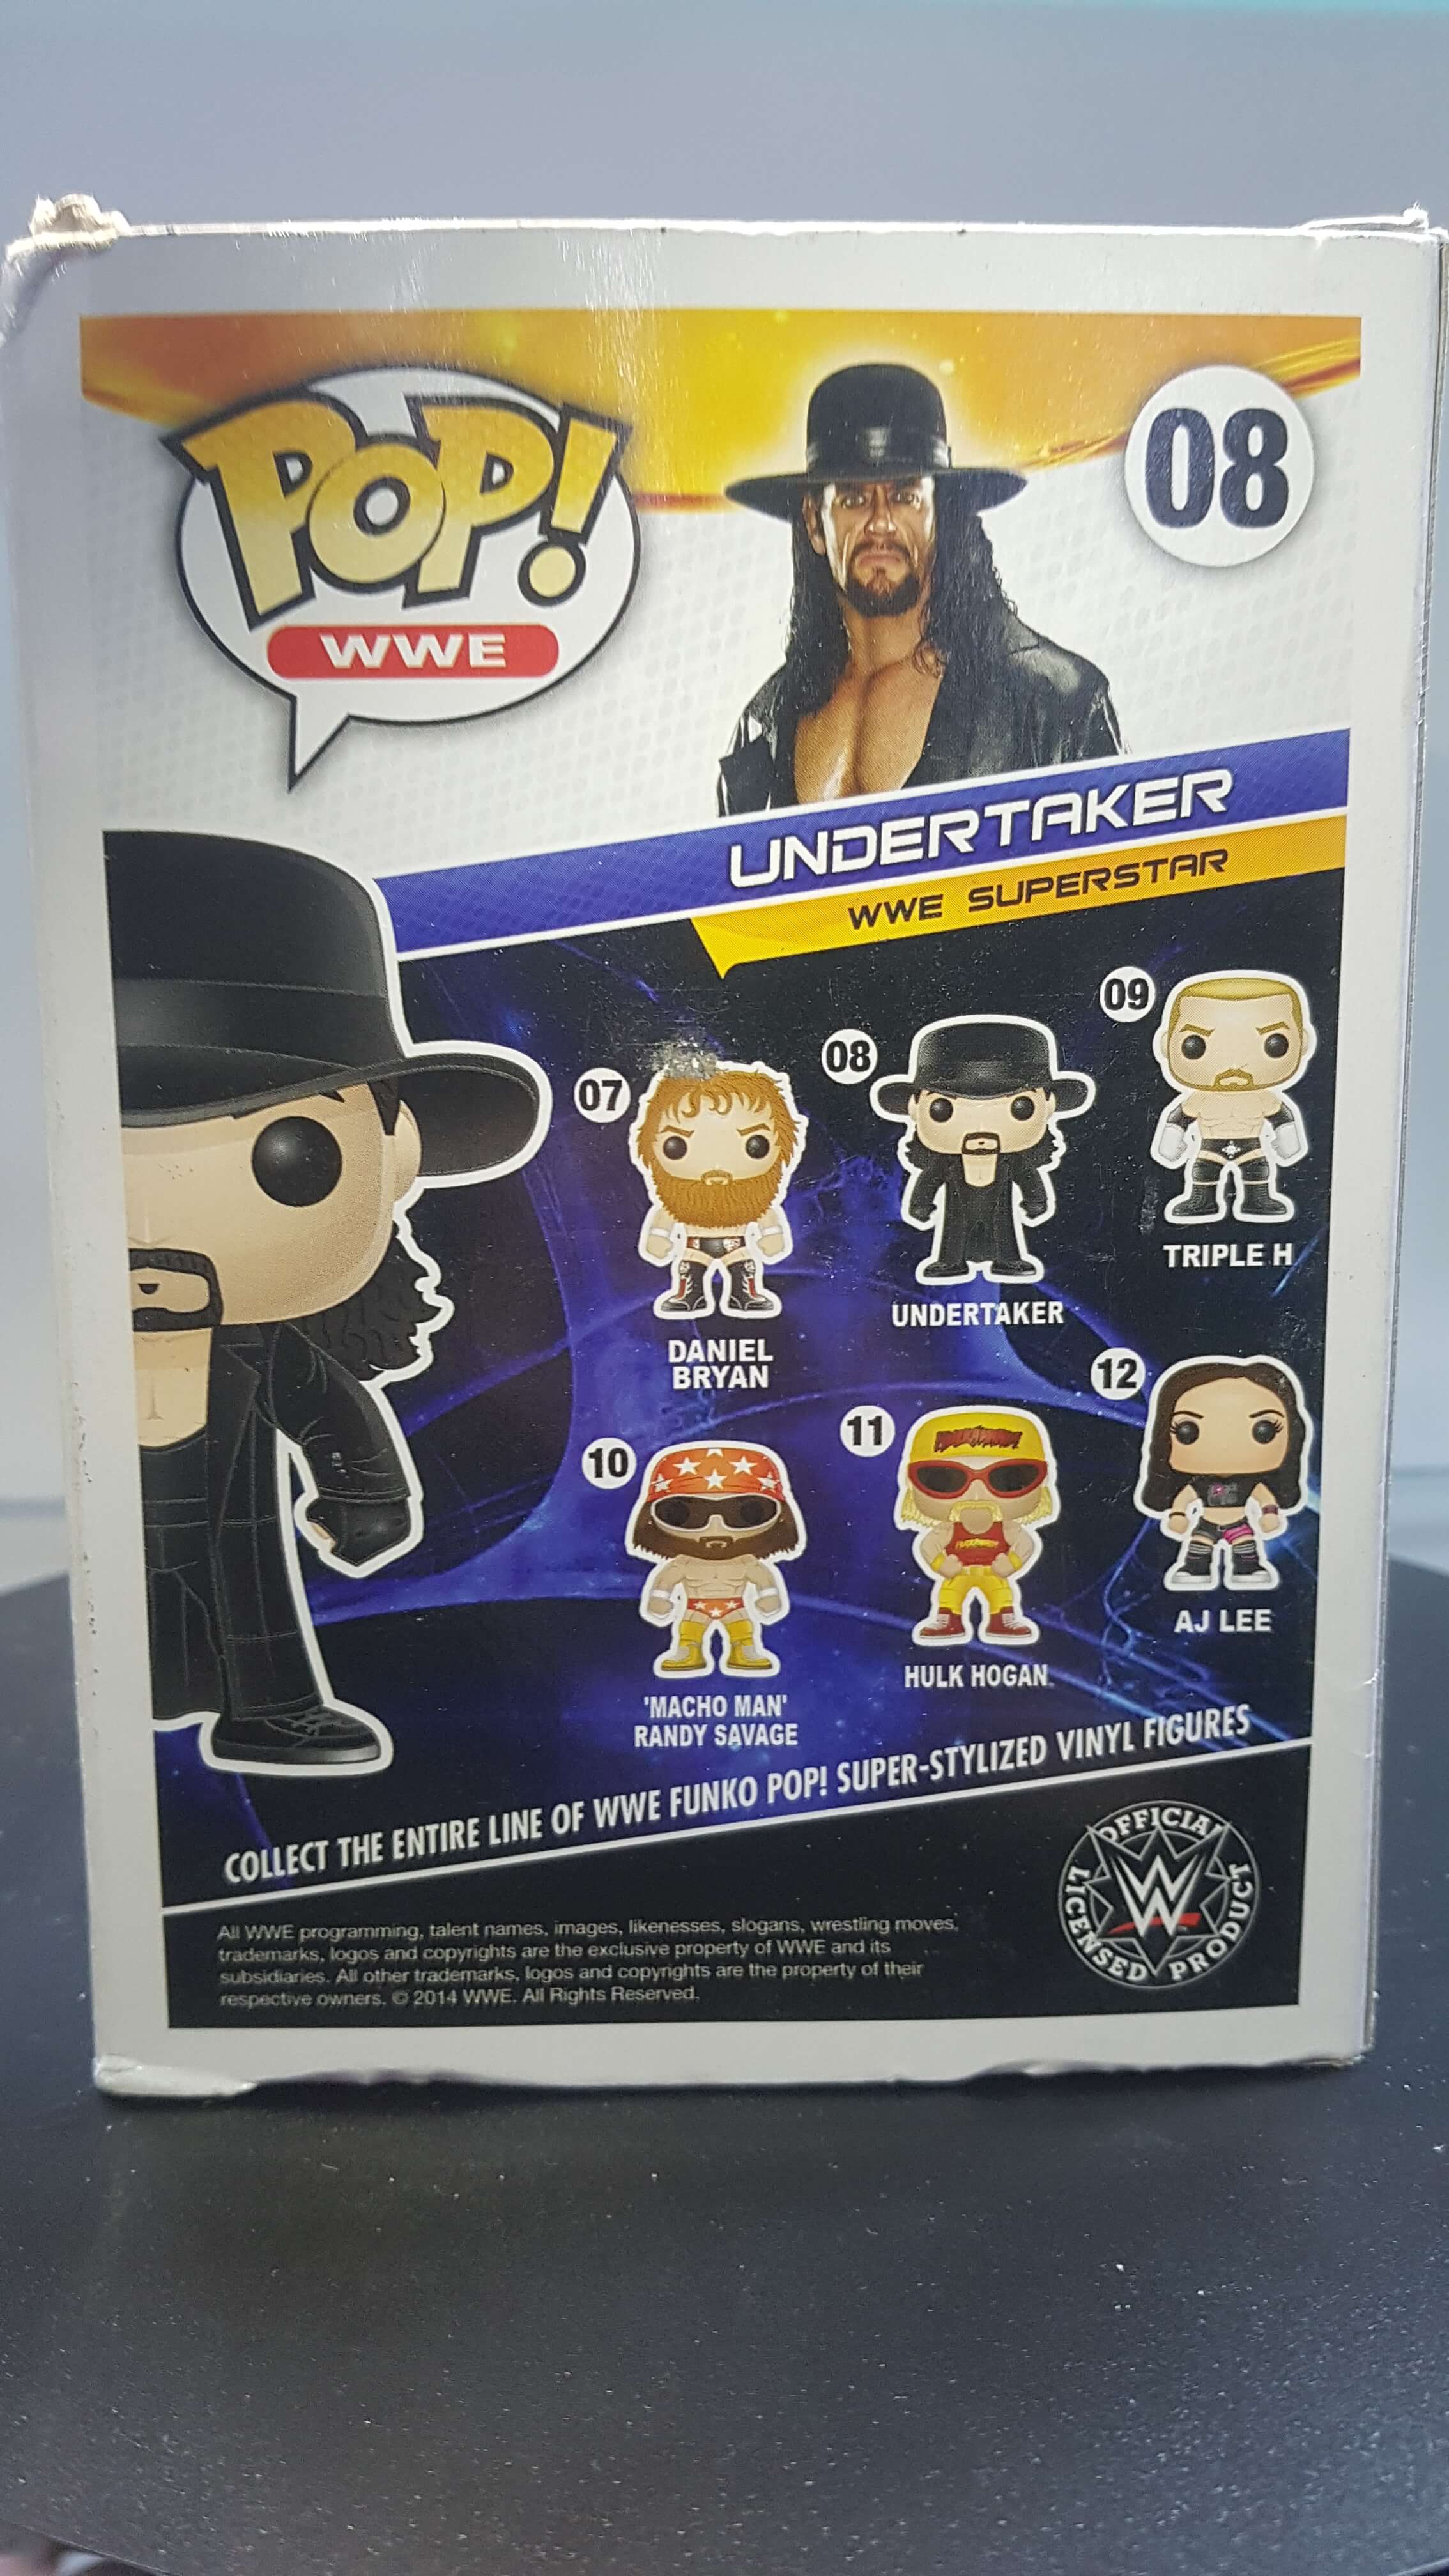 POP!
WWE
08
UNDERTAKER
WWE SUPERSTAR
07
DANIEL
BRYAN
08
UNDERTAKER
09
TRIPLE H
10
'MACHO MAN'
RANDY SAVAGE
11
HULK HOGAN
12
AJ LEE
COLLECT THE ENTIRE LINE OF WWE FUNKO POP! SUPER-STYLIZED VINYL FIGURES
All WWE programming, talent names, images, likenesses, slogans, wrestling moves,
trademarks, logos and copyrights are the exclusive property of WWE and its
subsidiaries. All other trademarks, logos and copyrights are the property of their
respective owners. © 2014 WWE. All Rights Reserved.
OFFICIAL
LICENSED PRODUCT
W